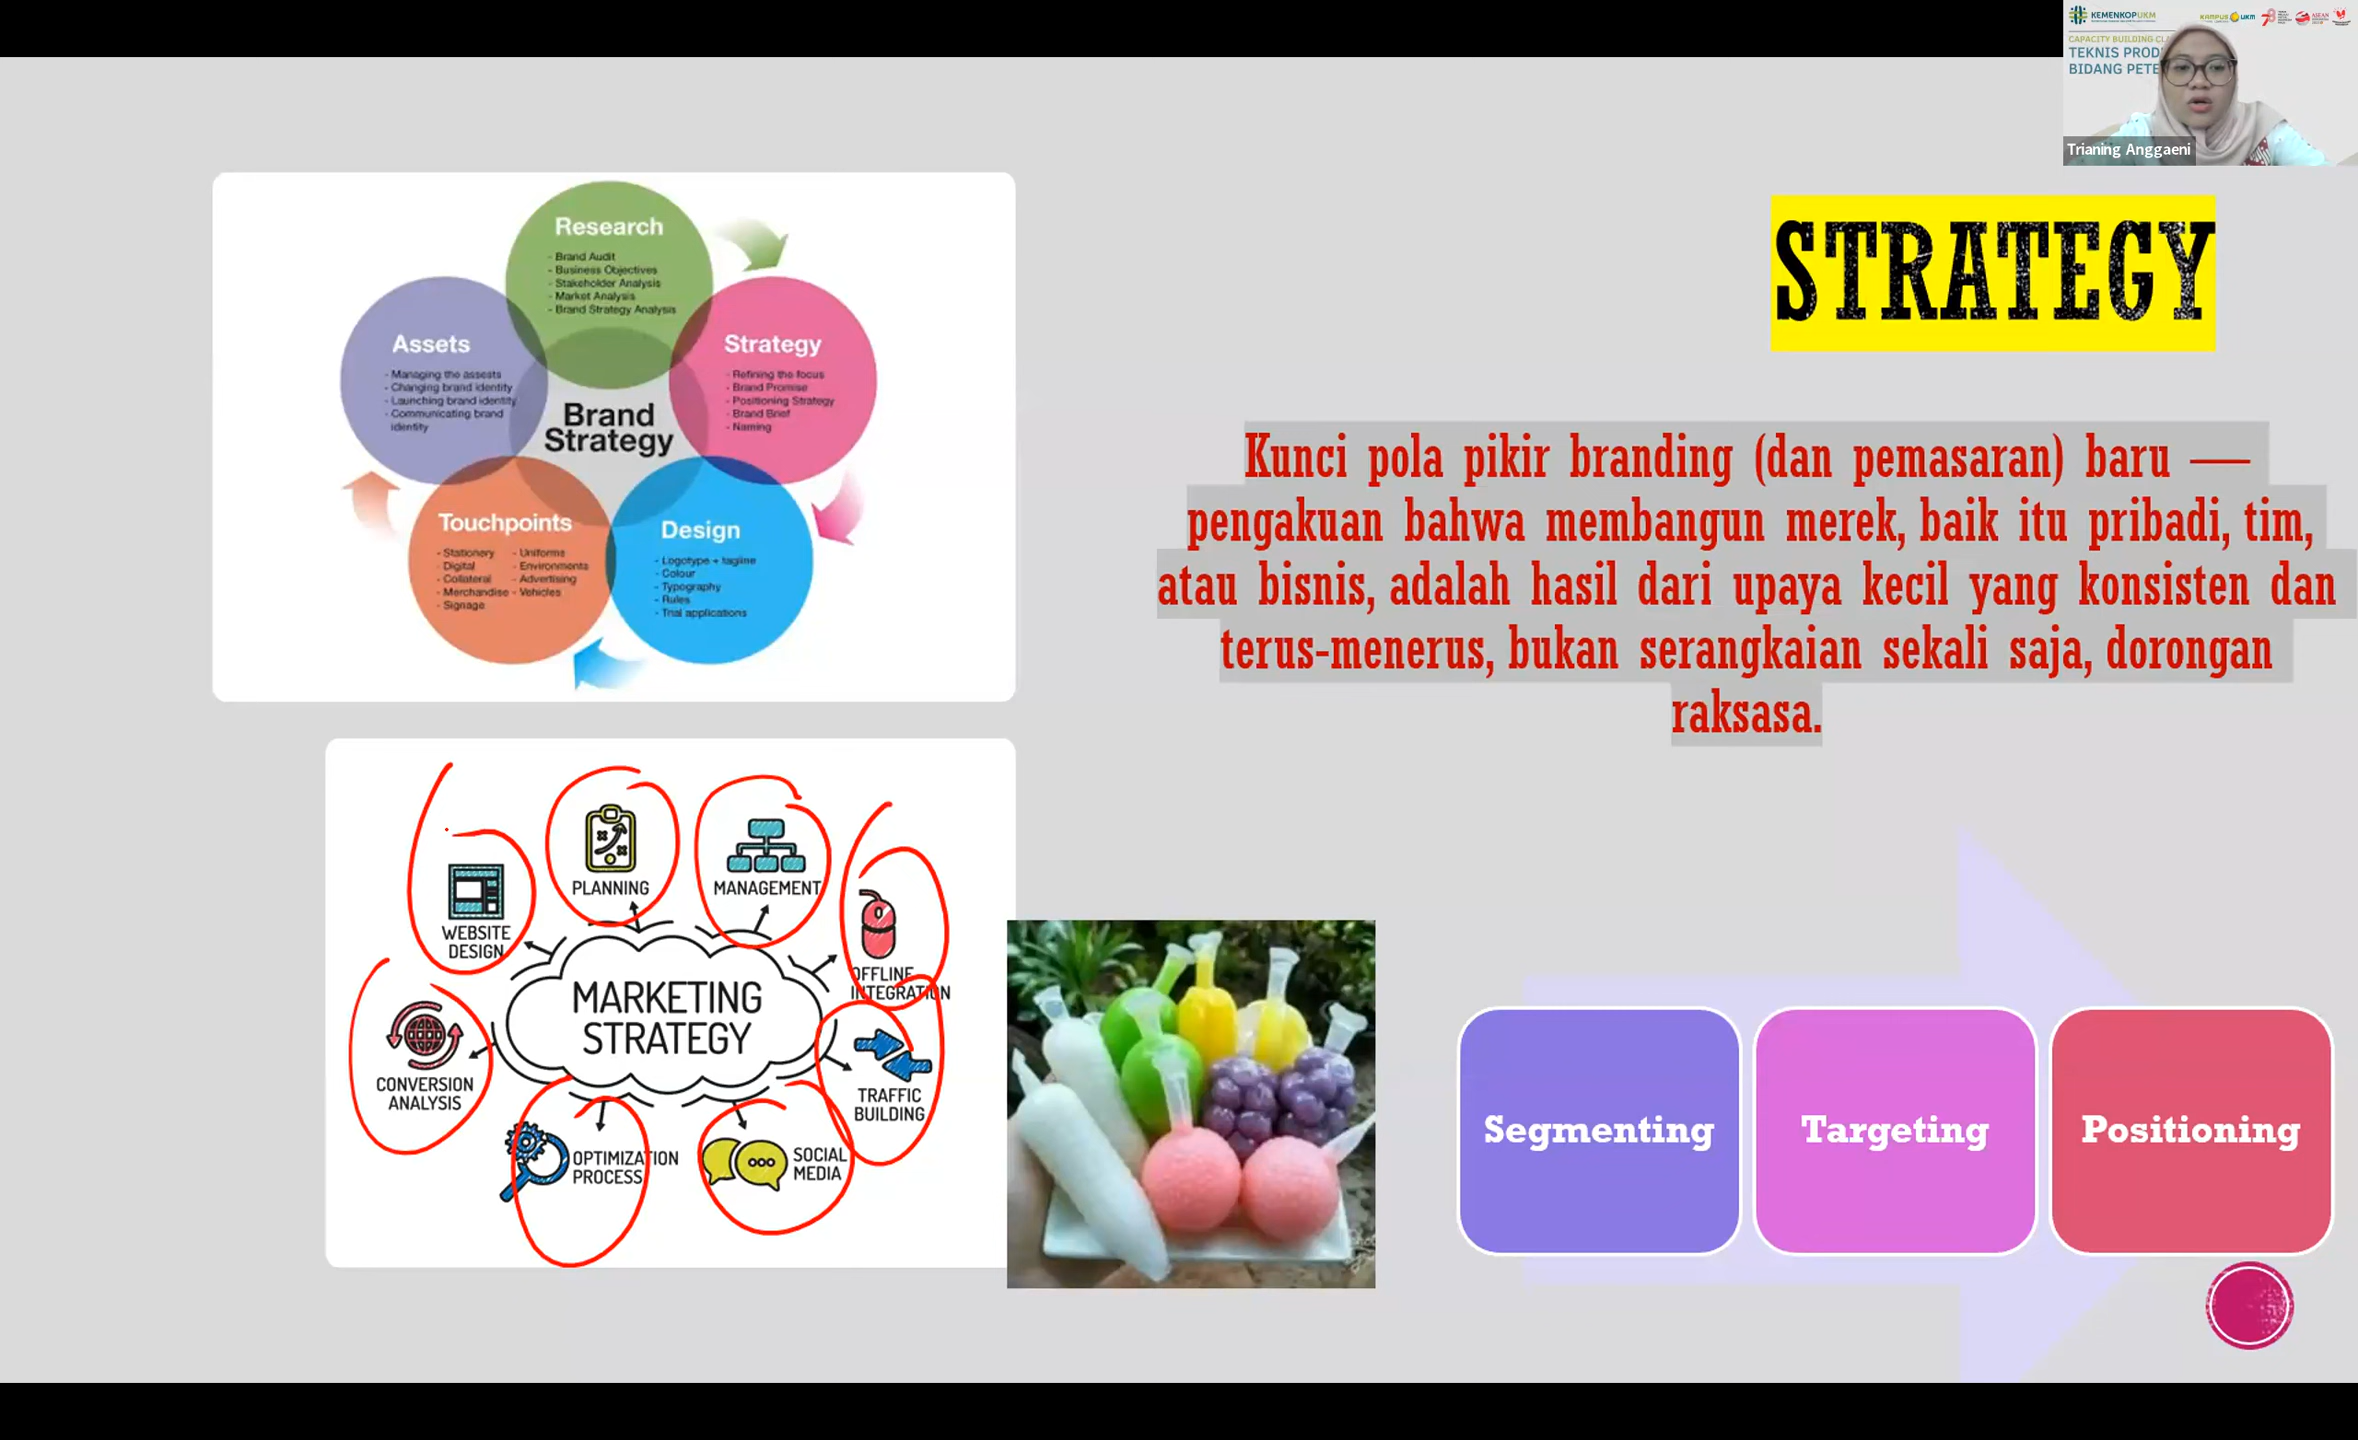 KEMENKOPUKM
KAMPUS UKM
CAPACITY BUILDING
TEKNIS PROD
BIDANG PETE
Trianing Anggaeni
STRATEGY
Research
- Brand Audit
- Business Objectives
- Stakeholder Analysis
- Market Analysis
- Brand Strategy Analysis
Assets
- Managing the assests
- Changing brand identity
- Launching brand identity
- Communicating brand
identity
Strategy
- Refining the focus
- Brand Promise
- Positioning Strategy
- Brand Brief
- Naming
Brand
Strategy
Touchpoints
- Stationery
- Digital
- Collateral
- Merchandise
- Signage
- Uniforms
- Environments
- Advertising
- Vehicles
Design
- Logotype + tagline
- Colour
- Typography
- Rules
- Trial applications
Kunci pola pikir branding (dan pemasaran) baru —
pengakuan bahwa membangun merek, baik itu pribadi, tim,
atau bisnis, adalah hasil dari upaya kecil yang konsisten dan
terus-menerus, bukan serangkaian sekali saja, dorongan
raksasa.
PLANNING
MANAGEMENT
WEBSITE
DESIGN
OFFLINE
INTEGRATION
MARKETING
STRATEGY
CONVERSION
ANALYSIS
TRAFFIC
BUILDING
OPTIMIZATION
PROCESS
SOCIAL
MEDIA
Segmenting
Targeting
Positioning